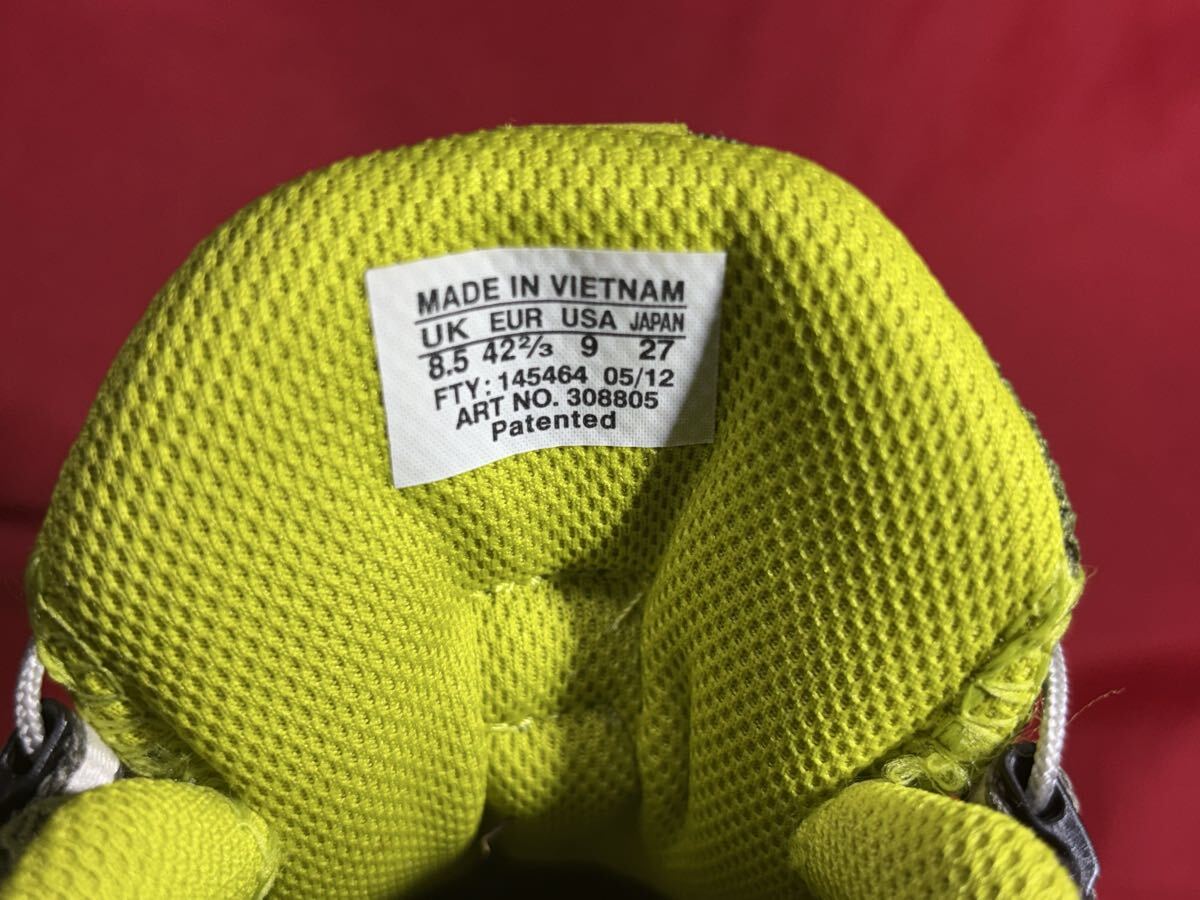 MADE IN VIETNAM
UK EUR USA JAPAN
8.5 42⅔ 9 27
FTY: 145464 05/12
ART NO. 308805
Patented